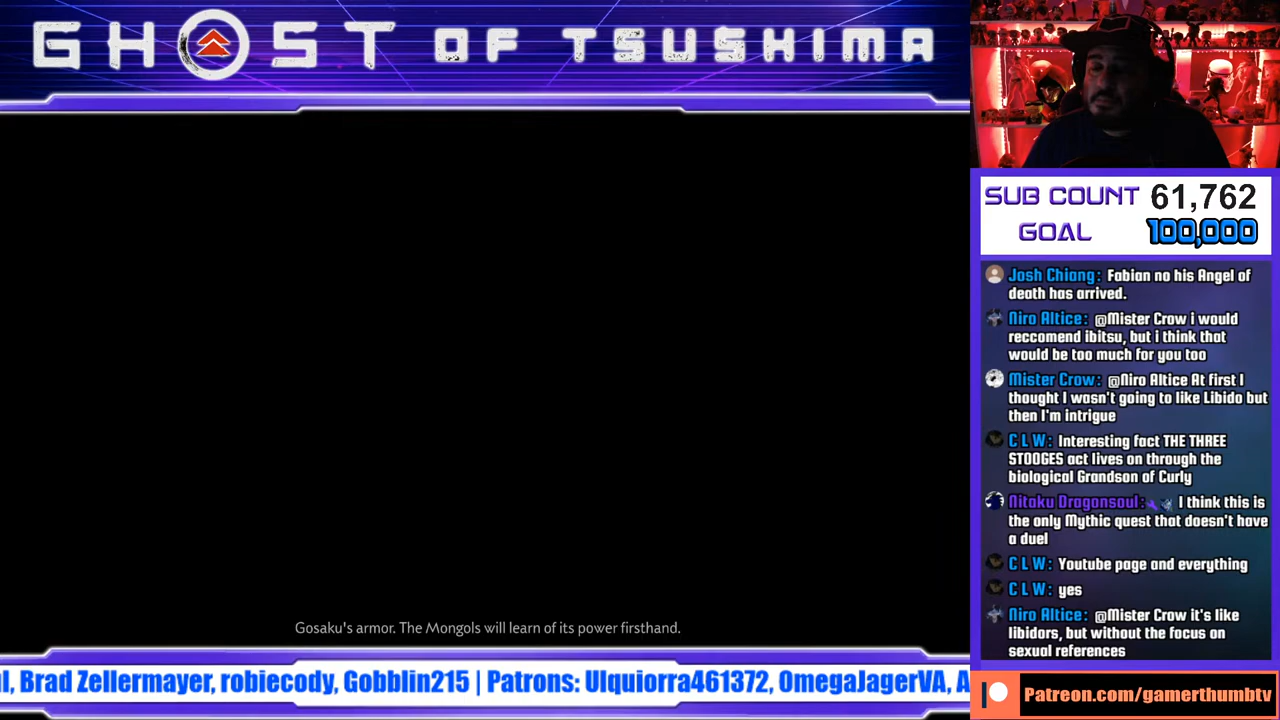 GHOST OF TSUSHIMA
SUB COUNT 61,762
GOAL 100,000
Josh Chiang: Fabian no his Angel of
death has arrived.
Niro Altice: @Mister Crow i would
reccomend ibitsu, but i think that
would be too much for you too
Mister Crow: @Niro Altice At first I
thought I wasn't going to like Libido but
then I'm intrigue
C L W: Interesting fact THE THREE
STOOGES act lives on through the
biological Grandson of Curly
Nitaku Dragonsoul: I think this is
the only Mythic quest that doesn't have
a duel
C L W: Youtube page and everything
C L W: yes
Niro Altice: @Mister Crow it's like
libidors, but without the focus on
sexual references
Gosaku's armor. The Mongols will learn of its power firsthand.
l, Brad Zellermayer, robiecody, Gobblin215 | Patrons: Ulquiorra461372, OmegaJagerVA, A
Patreon.com/gamerthumbtv